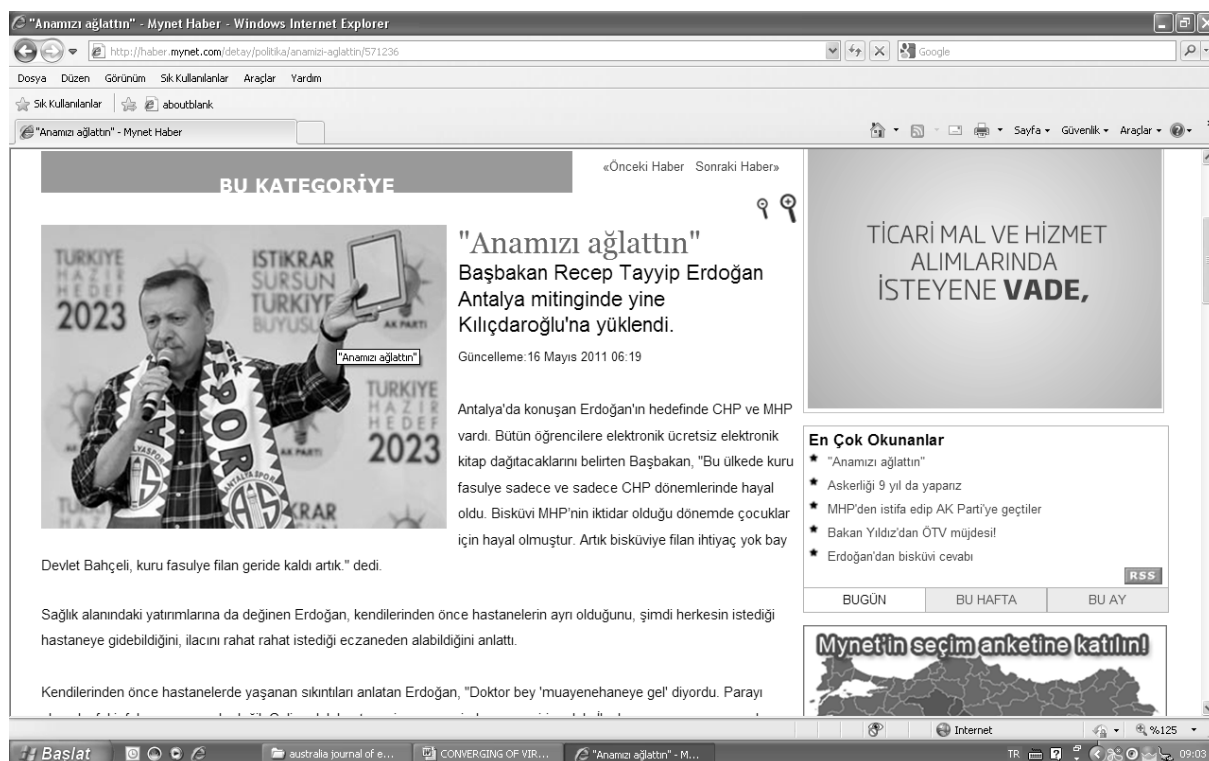 "Anamızı ağlattın" - Mynet Haber - Windows Internet Explorer
http://haber.mynet.com/detay/politika/anamizi-aglattin/571236
Google
Dosya Düzen Görünüm Sık Kullanılanlar Araçlar Yardım
Sık Kullanılanlar aboutblank
"Anamızı ağlattın" - Mynet Haber
Sayfa Güvenlik Araçlar
BU KATEGORİYE
«Önceki Haber Sonraki Haber»
TÜRKİYE
HAZIR
HEDEF
2023
İSTİKRAR
SÜRSÜN
TÜRKİYE
BÜYÜSÜN
AK PARTİ
TÜRKİYE
HAZIR
HEDEF
2023
AK PARTİ
KRAR
ANTALYASPOR
"Anamızı ağlattın"
"Anamızı ağlattın"
Başbakan Recep Tayyip Erdoğan
Antalya mitinginde yine
Kılıçdaroğlu'na yüklendi.
Güncelleme:16 Mayıs 2011 06:19
Antalya'da konuşan Erdoğan'ın hedefinde CHP ve MHP
vardı. Bütün öğrencilere elektronik ücretsiz elektronik
kitap dağıtacaklarını belirten Başbakan, "Bu ülkede kuru
fasulye sadece ve sadece CHP dönemlerinde hayal
oldu. Bisküvi MHP'nin iktidar olduğu dönemde çocuklar
için hayal olmuştur. Artık bisküviye filan ihtiyaç yok bay
Devlet Bahçeli, kuru fasulye filan geride kaldı artık." dedi.
Sağlık alanındaki yatırımlarına da değinen Erdoğan, kendilerinden önce hastanelerin ayrı olduğunu, şimdi herkesin istediği
hastaneye gidebildiğini, ilacını rahat rahat istediği eczaneden alabildiğini anlattı.
Kendilerinden önce hastanelerde yaşanan sıkıntıları anlatan Erdoğan, "Doktor bey 'muayenehaneye gel' diyordu. Parayı
TİCARİ MAL VE HİZMET
ALIMLARINDA
İSTEYENE VADE,
En Çok Okunanlar
"Anamızı ağlattın"
Askerliği 9 yıl da yaparız
MHP'den istifa edip AK Parti'ye geçtiler
Bakan Yıldız'dan ÖTV müjdesi!
Erdoğan'dan bisküvi cevabı
RSS
BUGÜN BU HAFTA BU AY
Mynet'in seçim anketine katılın!
Internet %125
Başlat australia journal of e... CONVERGING OF VIR... "Anamızı ağlattın" - M... TR 09:03